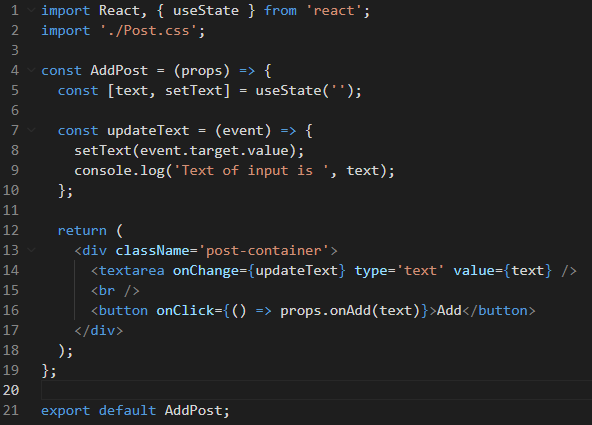 1 import React, { useState } from 'react';
2 import './Post.css';
3
4 const AddPost = (props) => {
5   const [text, setText] = useState('');
6
7   const updateText = (event) => {
8     setText(event.target.value);
9     console.log('Text of input is ', text);
10   };
11
12   return (
13     <div className='post-container'>
14       <textarea onChange={updateText} type='text' value={text} />
15       <br />
16       <button onClick={() => props.onAdd(text)}>Add</button>
17     </div>
18   );
19 };
20
21 export default AddPost;